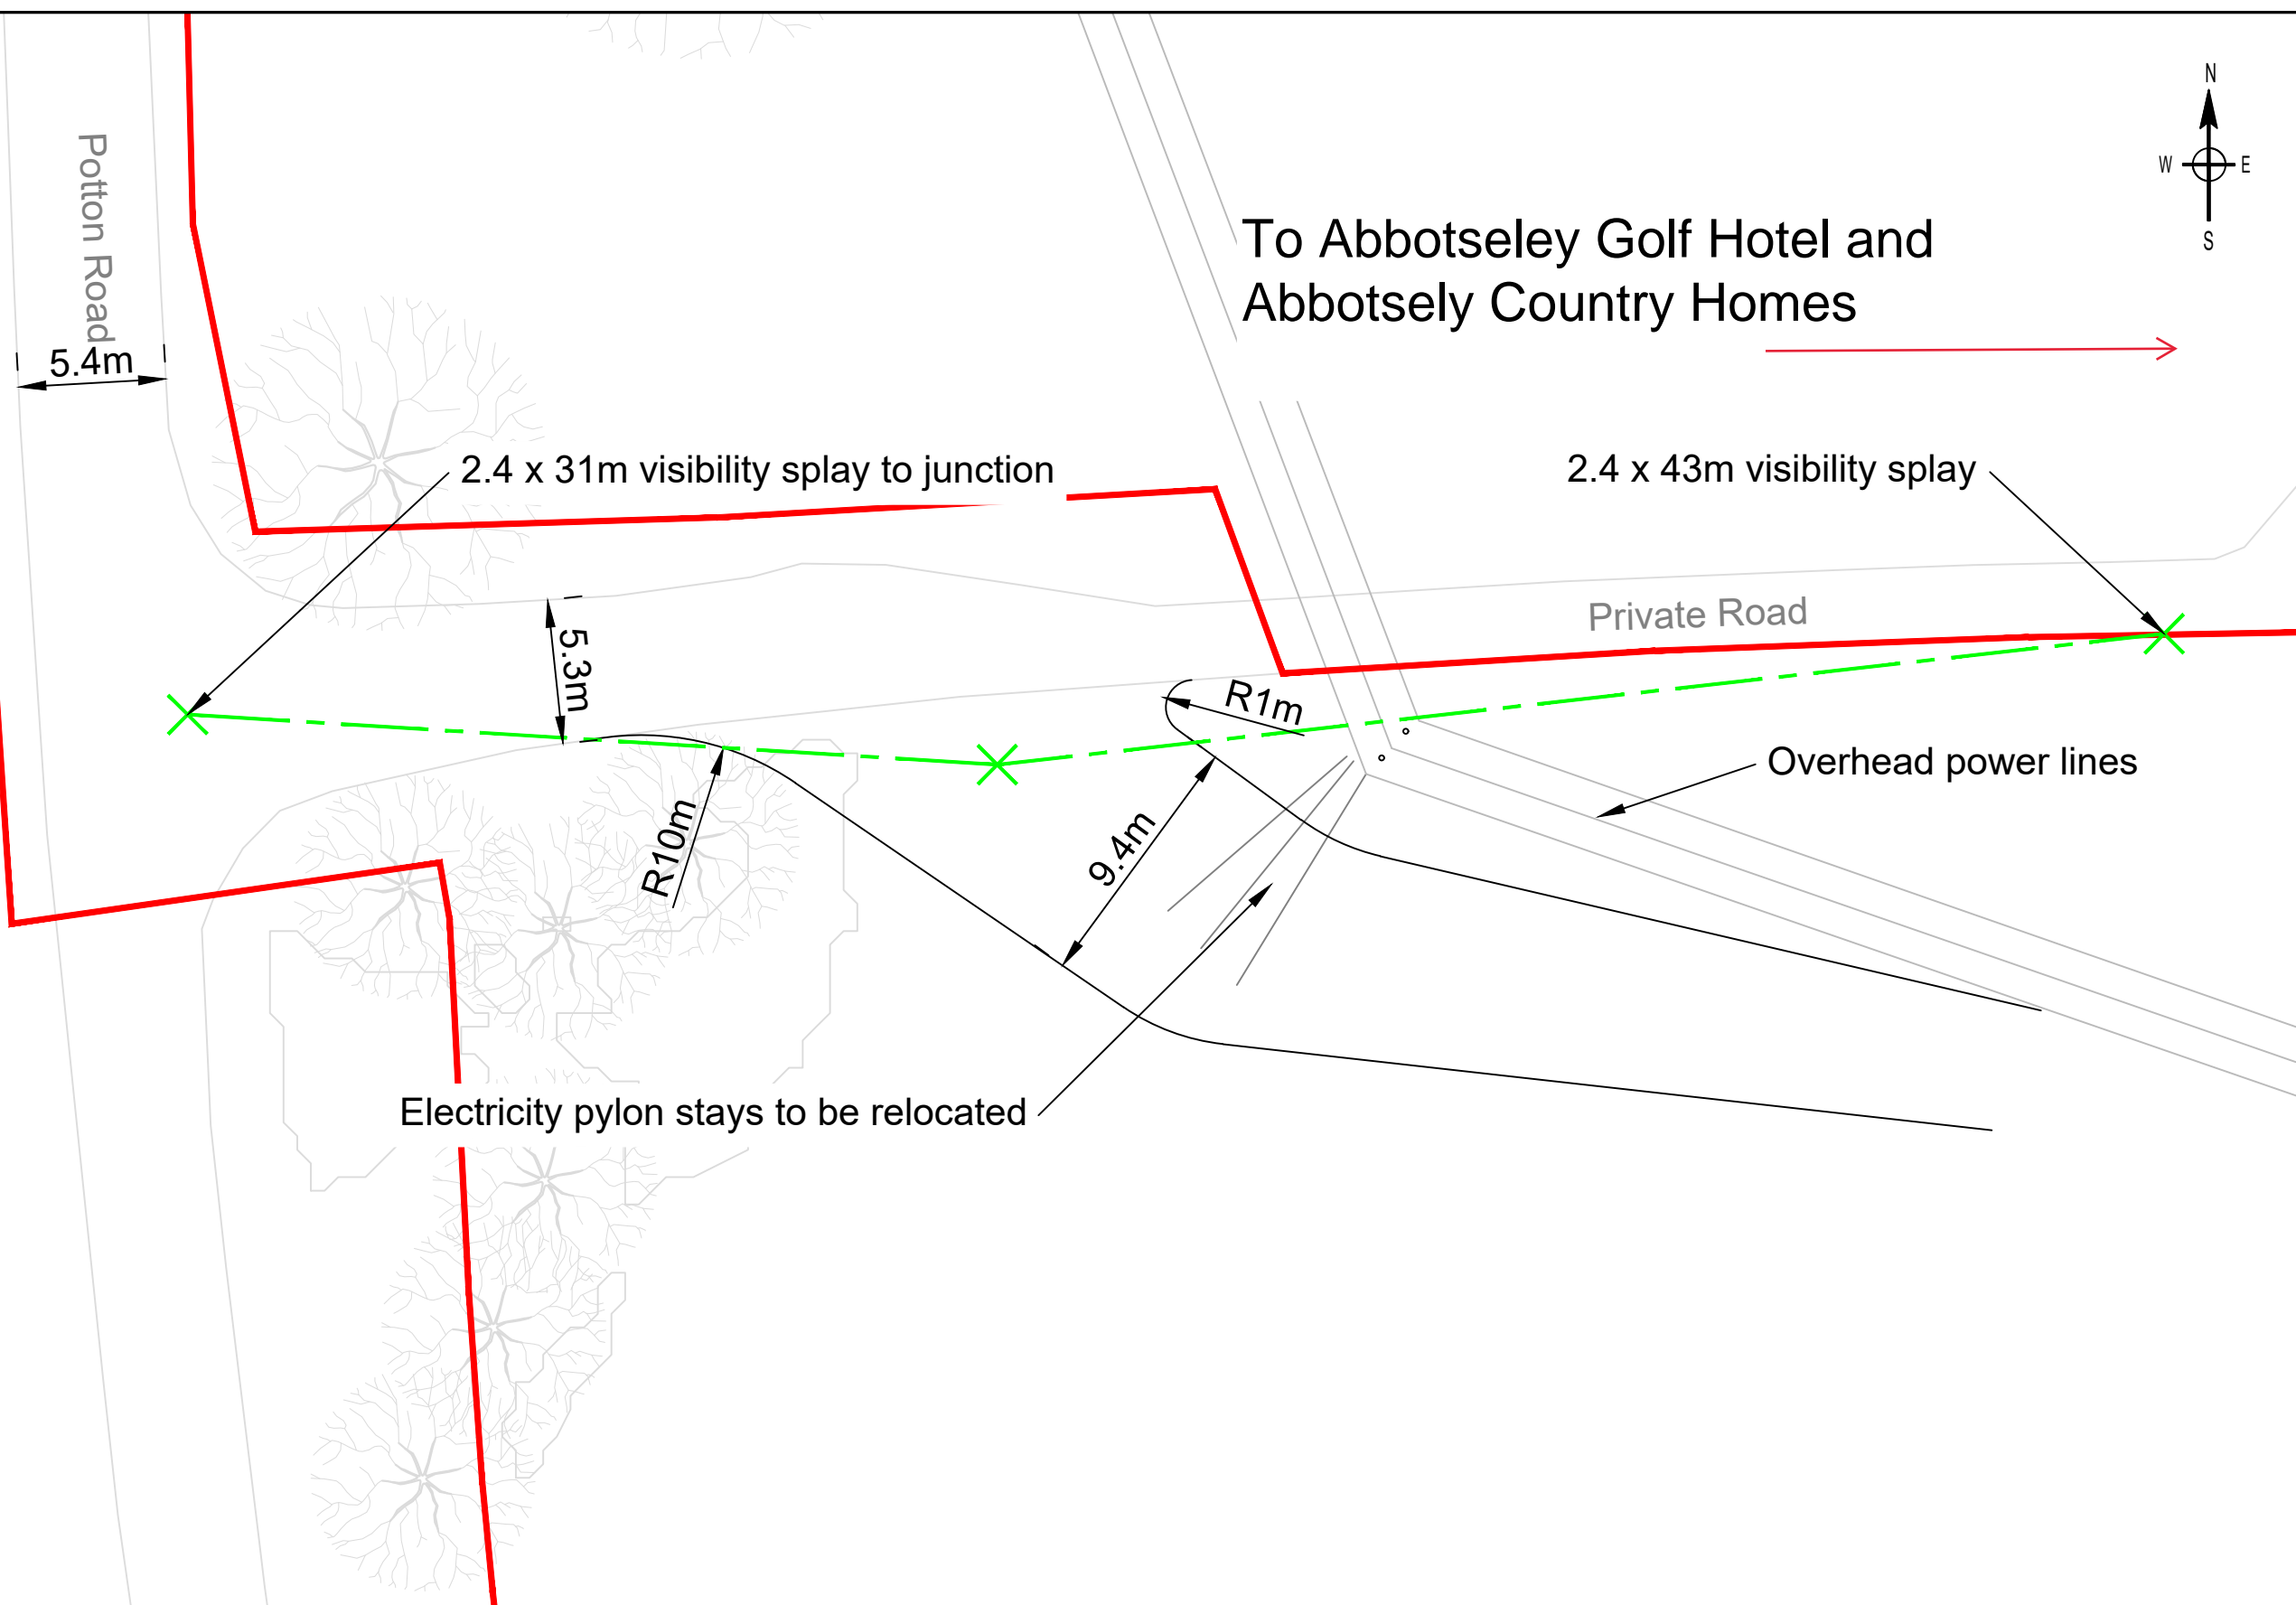 N
W E
S
Potton Road
To Abbotseley Golf Hotel and
Abbotsely Country Homes
5.4m
2.4 x 31m visibility splay to junction
2.4 x 43m visibility splay
Private Road
5.3m
R1m
Overhead power lines
R10m
9.4m
Electricity pylon stays to be relocated